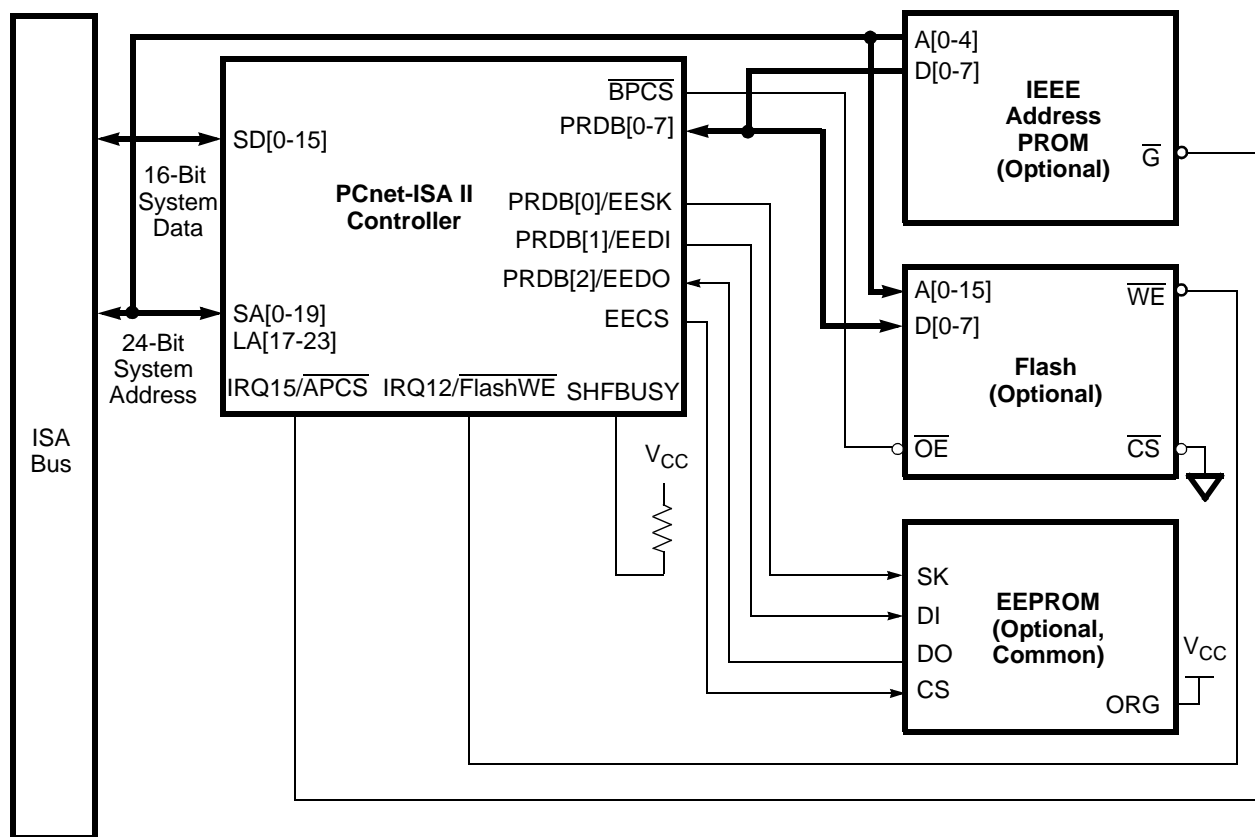 ISA
Bus
16-Bit
System
Data
24-Bit
System
Address
SD[0-15]
SA[0-19]
LA[17-23]
PCnet-ISA II
Controller
BPCS
PRDB[0-7]
PRDB[0]/EESK
PRDB[1]/EEDI
PRDB[2]/EEDO
EECS
IRQ15/APCS
IRQ12/FlashWE
SHFBUSY
VCC
A[0-4]
D[0-7]
IEEE
Address
PROM
(Optional)
G
A[0-15]
D[0-7]
WE
Flash
(Optional)
OE
CS
SK
DI
DO
CS
EEPROM
(Optional,
Common)
ORG
VCC